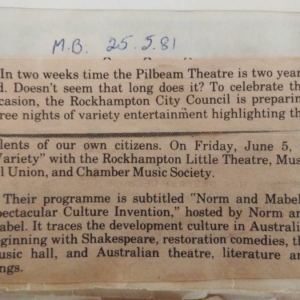 M.B. 25.5.81
In two weeks time the Pilbeam Theatre is two year
d. Doesn't seem that long does it? To celebrate th
casion, the Rockhampton City Council is preparin
ree nights of variety entertainment highlighting th
lents of our own citizens. On Friday, June 5,
Variety" with the Rockhampton Little Theatre, Mus
l Union, and Chamber Music Society.
Their programme is subtitled "Norm and Mabel
pectacular Culture Invention," hosted by Norm an
abel. It traces the development culture in Australi
ginning with Shakespeare, restoration comedies, th
usic hall, and Australian theatre, literature an
ngs.